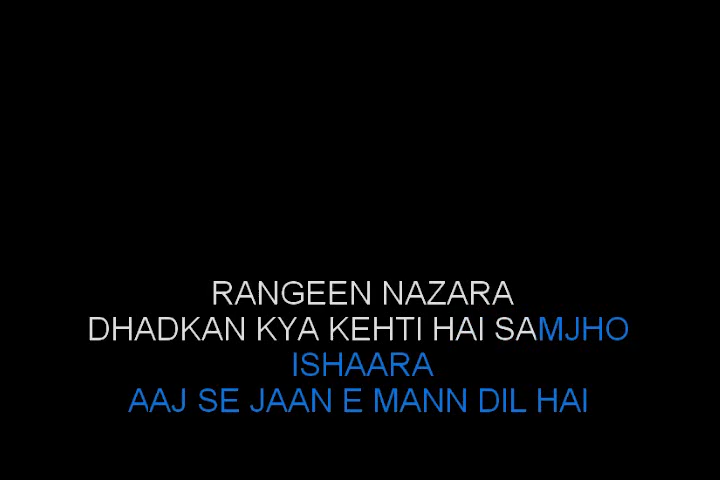 RANGEEN NAZARA
DHADKAN KYA KEHTI HAI SAMJHO
ISHAARA
AAJ SE JAAN E MANN DIL HAI